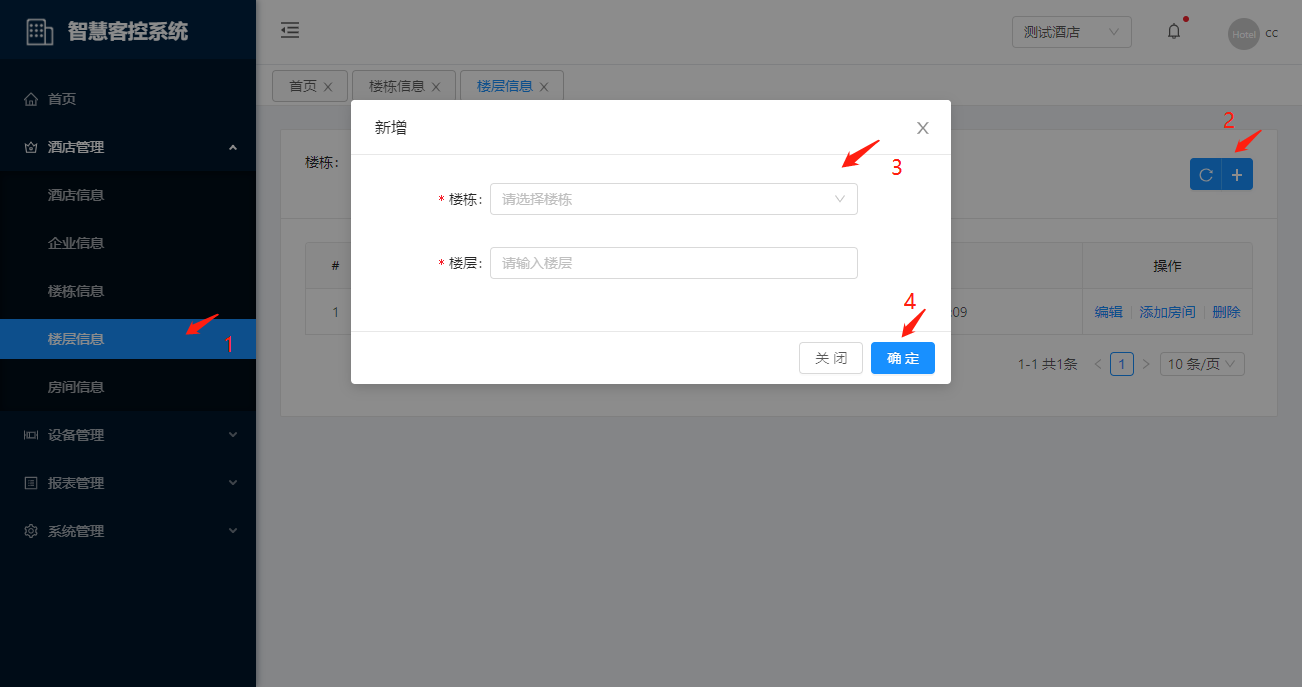 智慧客控系统
测试酒店
Hotel
cc
首页
酒店管理
酒店信息
企业信息
楼栋信息
楼层信息
1
房间信息
设备管理
报表管理
系统管理
首页
楼栋信息
楼层信息
楼栋:
2
新增
3
* 楼栋:
请选择楼栋
* 楼层:
请输入楼层
4
关 闭
确 定
#
操作
1
:09
编辑
添加房间
删除
1-1 共1条
1
10 条/页